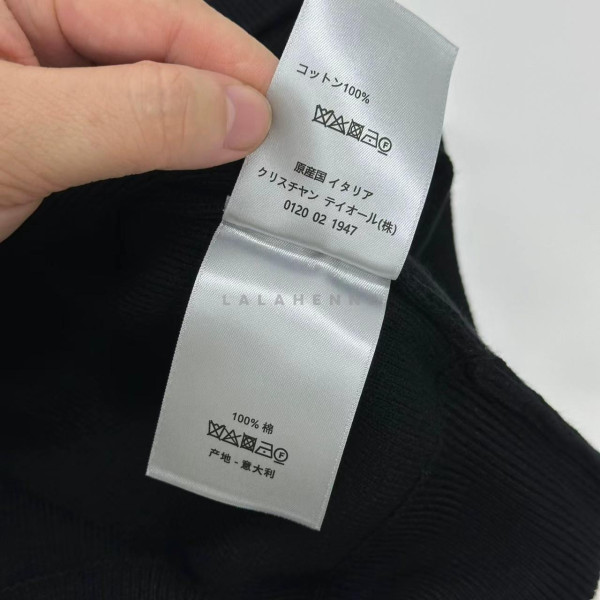 コットン100%
原産国 イタリア
クリスチャン ディオール(株)
0120 02 1947
LALAHENN
100% 棉
产地 - 意大利